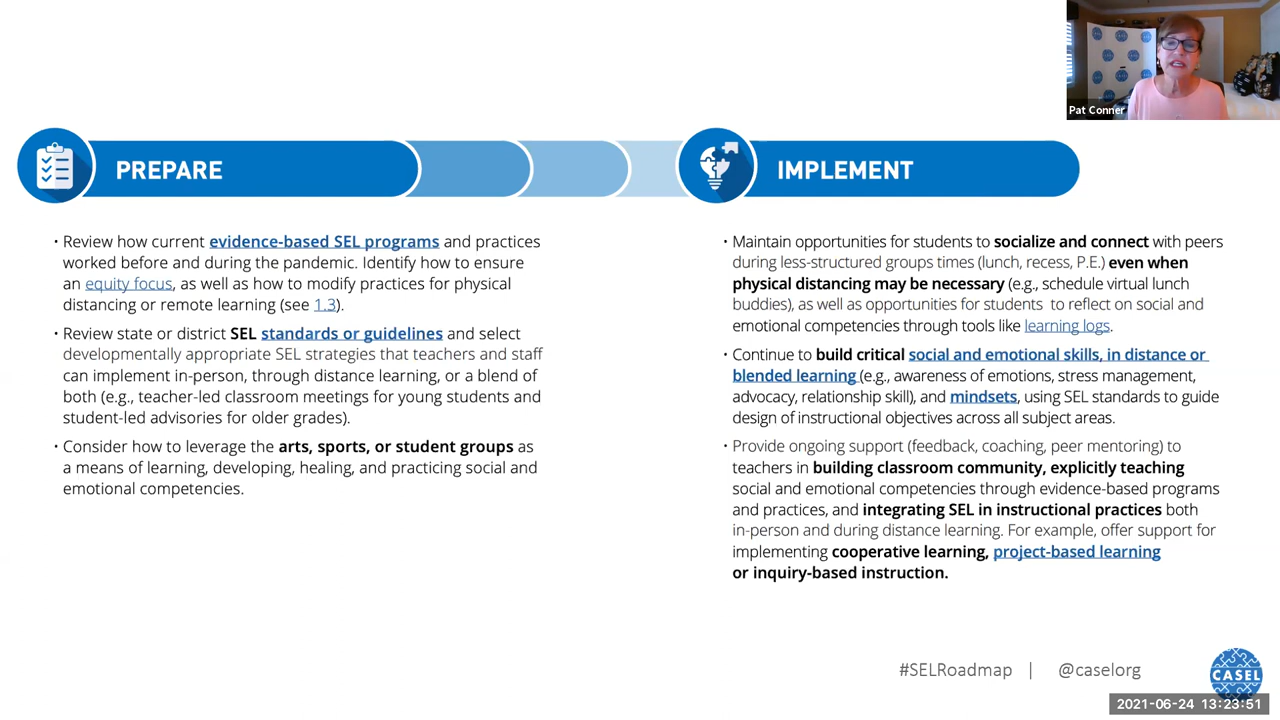 Pat Conner
PREPARE
• Review how current evidence-based SEL programs and practices
worked before and during the pandemic. Identify how to ensure
an equity focus, as well as how to modify practices for physical
distancing or remote learning (see 1.3).
• Review state or district SEL standards or guidelines and select
developmentally appropriate SEL strategies that teachers and staff
can implement in-person, through distance learning, or a blend of
both (e.g., teacher-led classroom meetings for young students and
student-led advisories for older grades).
• Consider how to leverage the arts, sports, or student groups as
a means of learning, developing, healing, and practicing social and
emotional competencies.
IMPLEMENT
• Maintain opportunities for students to socialize and connect with peers
during less-structured groups times (lunch, recess, P.E.) even when
physical distancing may be necessary (e.g., schedule virtual lunch
buddies), as well as opportunities for students to reflect on social and
emotional competencies through tools like learning logs.
• Continue to build critical social and emotional skills, in distance or
blended learning (e.g., awareness of emotions, stress management,
advocacy, relationship skill), and mindsets, using SEL standards to guide
design of instructional objectives across all subject areas.
• Provide ongoing support (feedback, coaching, peer mentoring) to
teachers in building classroom community, explicitly teaching
social and emotional competencies through evidence-based programs
and practices, and integrating SEL in instructional practices both
in-person and during distance learning. For example, offer support for
implementing cooperative learning, project-based learning
or inquiry-based instruction.
#SELRoadmap | @caselorg
CASEL
2021-06-24 13:23:51